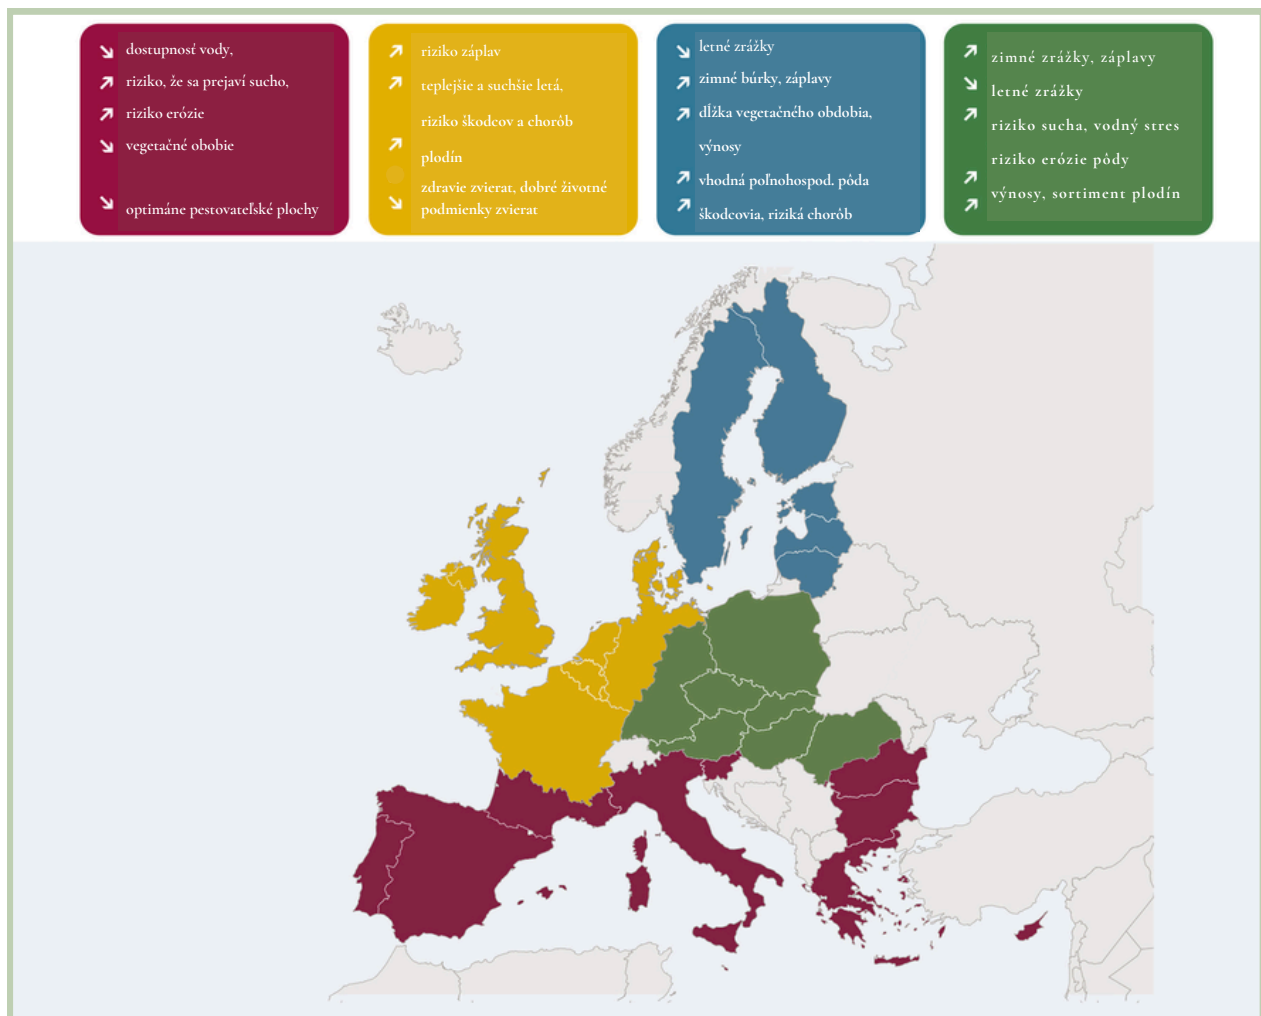 dostupnosť vody,
riziko, že sa prejaví sucho,
riziko erózie
vegetačné obobie
optimáne pestovateľské plochy
riziko záplav
teplejšie a suchšie letá,
riziko škodcov a chorôb
plodín
zdravie zvierat, dobré životné
podmienky zvierat
letné zrážky
zimné búrky, záplavy
dĺžka vegetačného obdobia,
výnosy
vhodná poľnohospod. pôda
škodcovia, riziká chorôb
zimné zrážky, záplavy
letné zrážky
riziko sucha, vodný stres
riziko erózie pôdy
výnosy, sortiment plodín